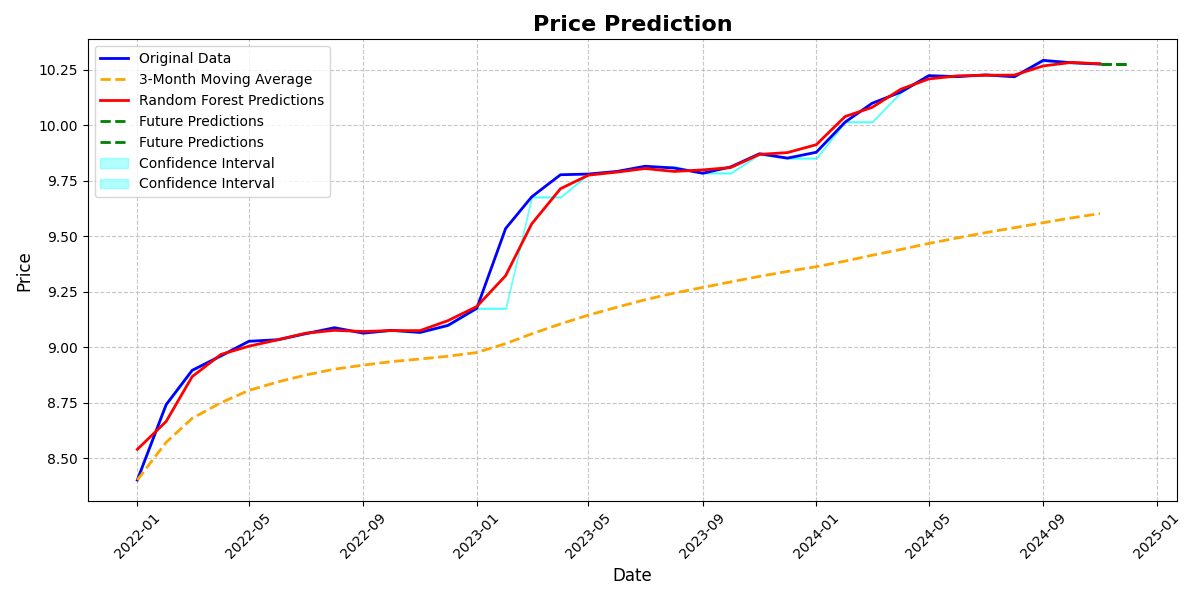 Price Prediction
Original Data
3-Month Moving Average
Random Forest Predictions
Future Predictions
Future Predictions
Confidence Interval
Confidence Interval
10.25
10.00
9.75
9.50
9.25
9.00
8.75
8.50
Price
2022-01
2022-05
2022-09
2023-01
2023-05
2023-09
2024-01
2024-05
2024-09
2025-01
Date